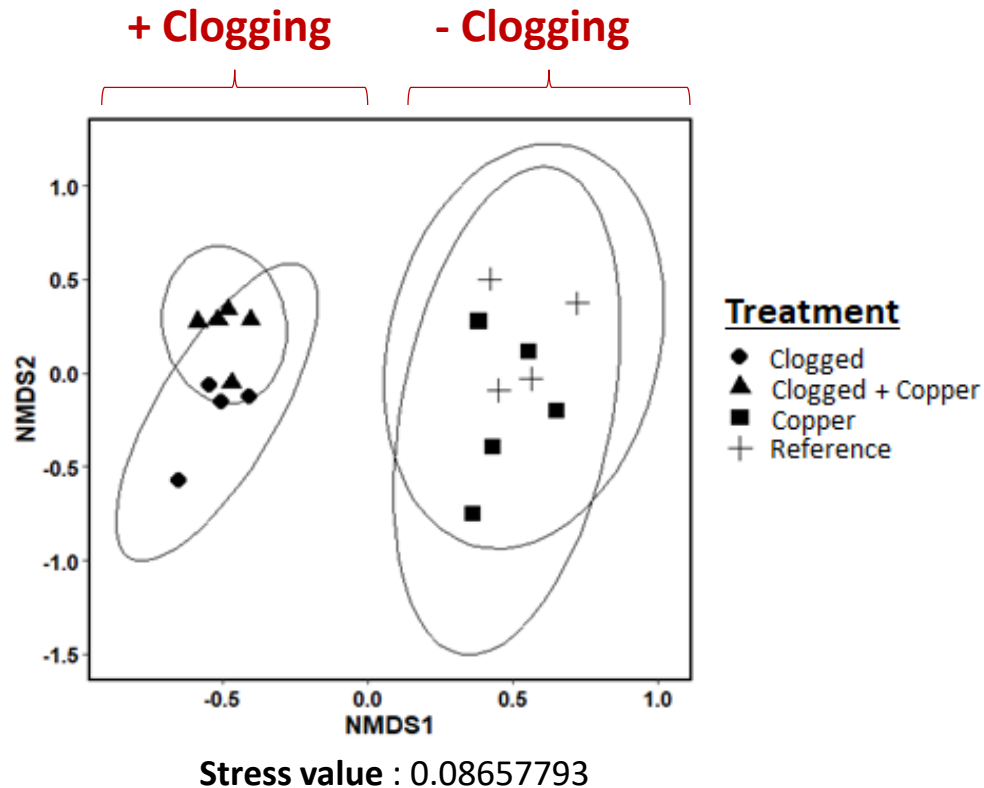 + Clogging - Clogging
1.0
0.5
0.0
-0.5
-1.0
-1.5
NMDS2
-0.5 0.0 0.5 1.0
NMDS1
Treatment
Clogged
Clogged + Copper
Copper
Reference
Stress value : 0.08657793